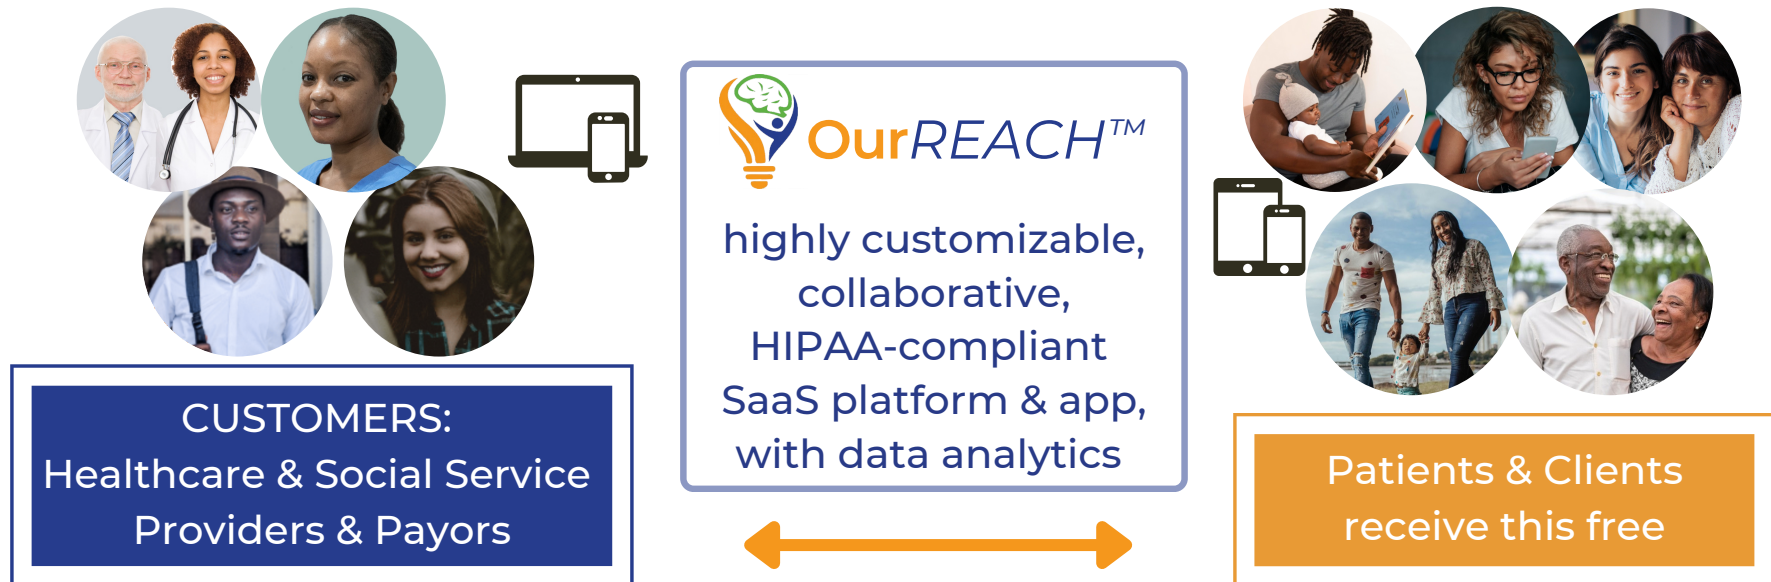 OurREACH™
highly customizable,
collaborative,
HIPAA-compliant
SaaS platform & app,
with data analytics
CUSTOMERS:
Healthcare & Social Service
Providers & Payors
Patients & Clients
receive this free